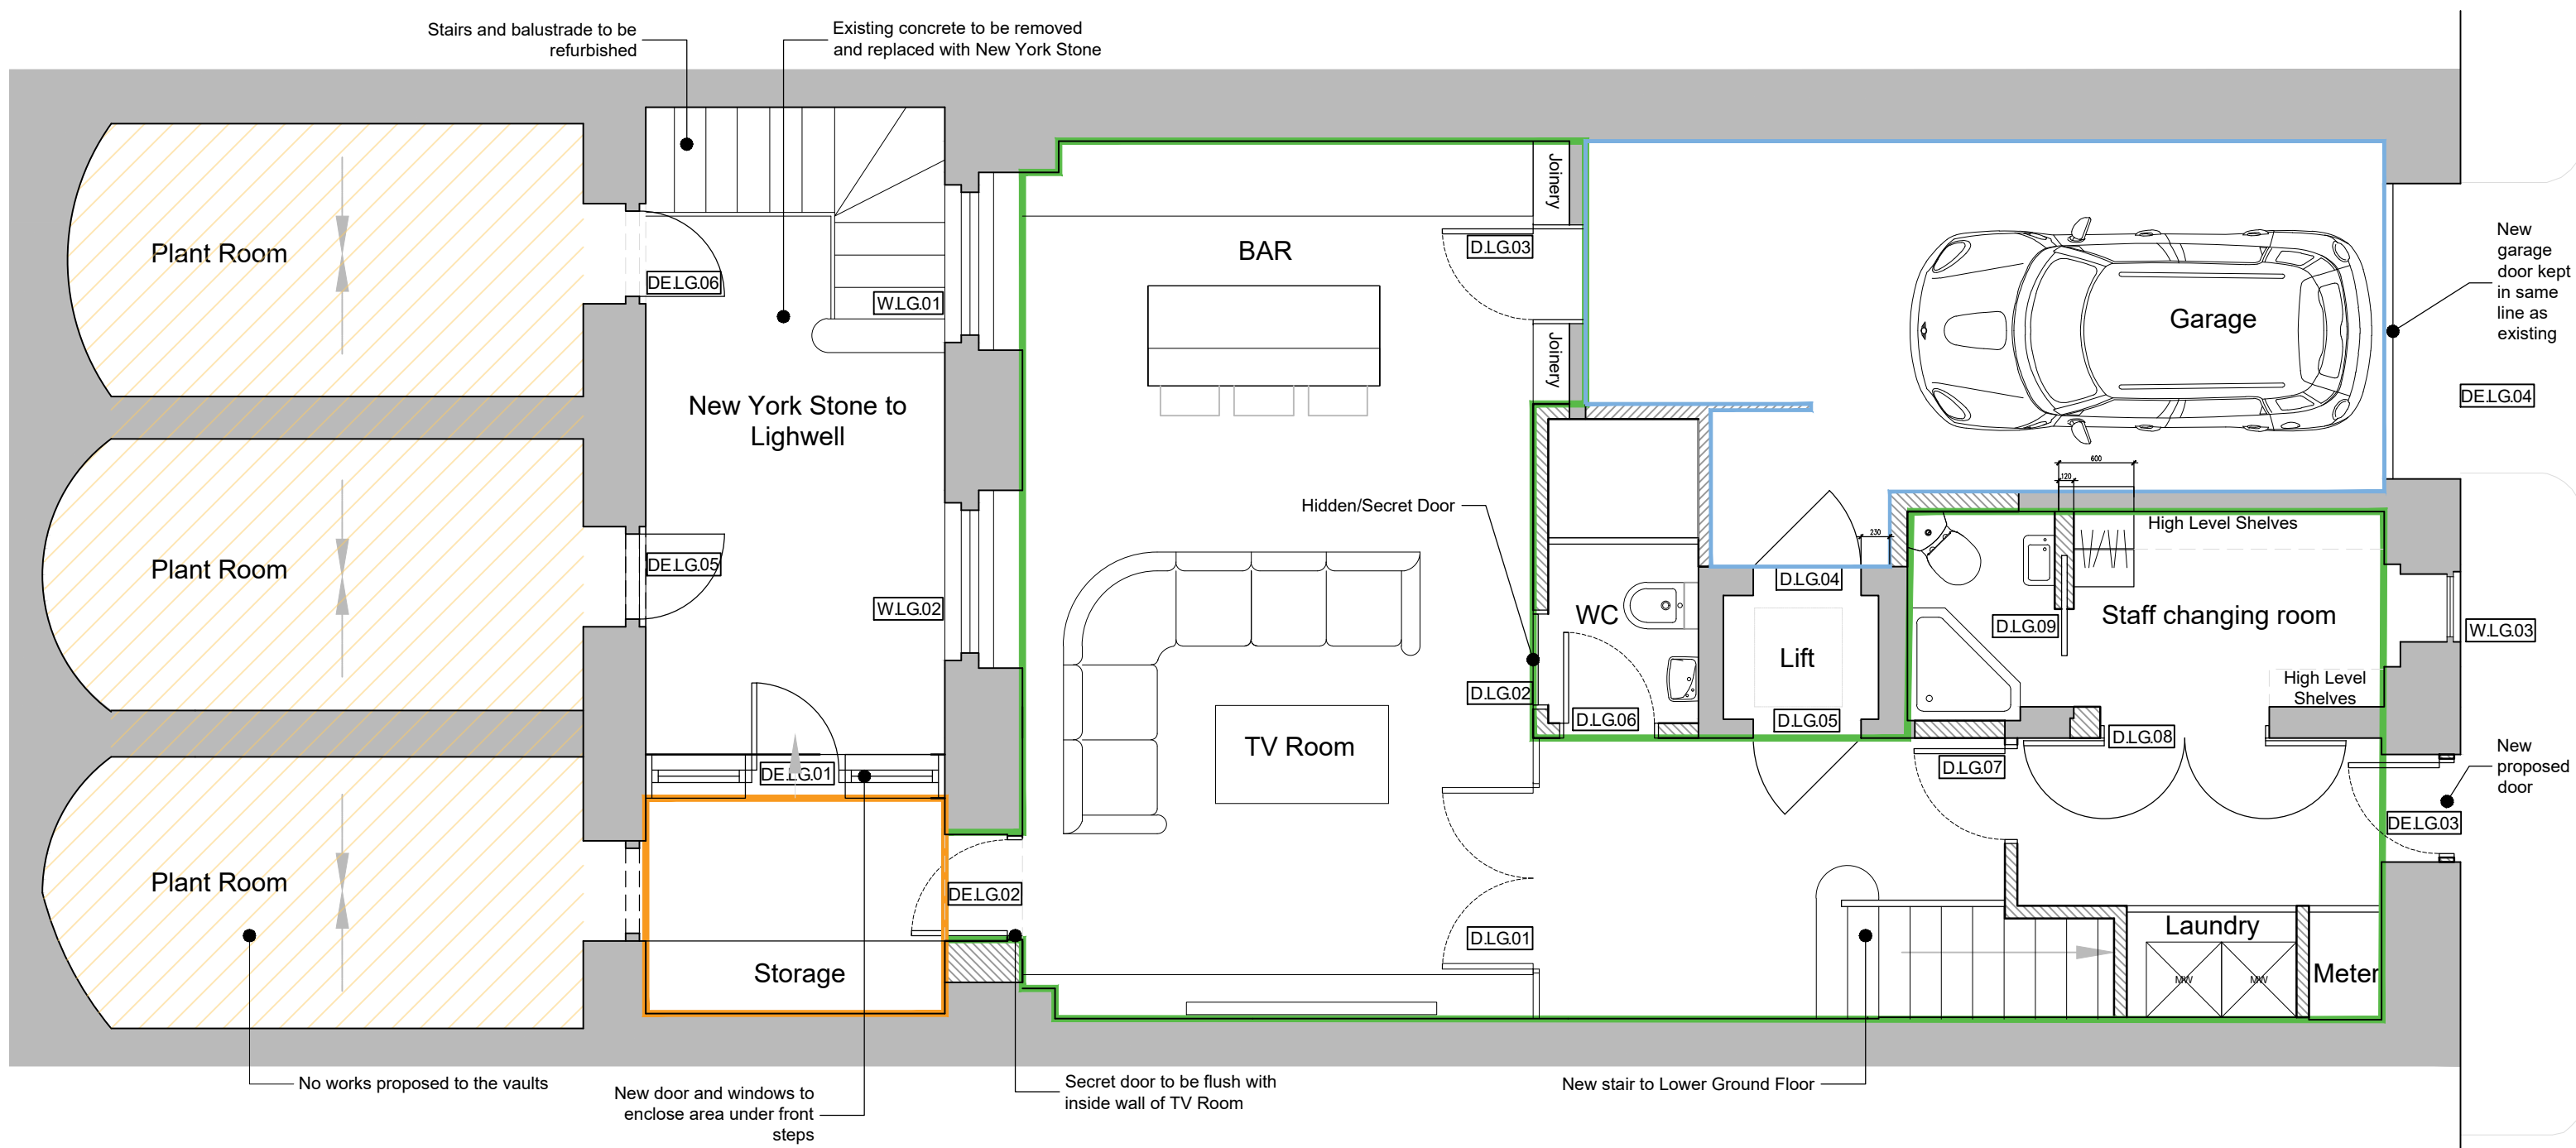 Stairs and balustrade to be
refurbished
Existing concrete to be removed
and replaced with New York Stone
Plant Room
DE.LG.06
W.LG.01
BAR
Joinery
D.LG.03
Joinery
Garage
New
garage
door kept
in same
line as
existing
DE.LG.04
New York Stone to
Lighwell
Hidden/Secret Door
600
120
230
High Level Shelves
Plant Room
DE.LG.05
W.LG.02
WC
D.LG.04
D.LG.09
Staff changing room
W.LG.03
Lift
D.LG.02
D.LG.06
D.LG.05
High Level
Shelves
TV Room
D.LG.08
D.LG.07
DE.LG.01
New
proposed
door
DE.LG.03
Plant Room
DE.LG.02
D.LG.01
Laundry
Storage
MW
MW
Meter
No works proposed to the vaults
New door and windows to
enclose area under front
steps
Secret door to be flush with
inside wall of TV Room
New stair to Lower Ground Floor